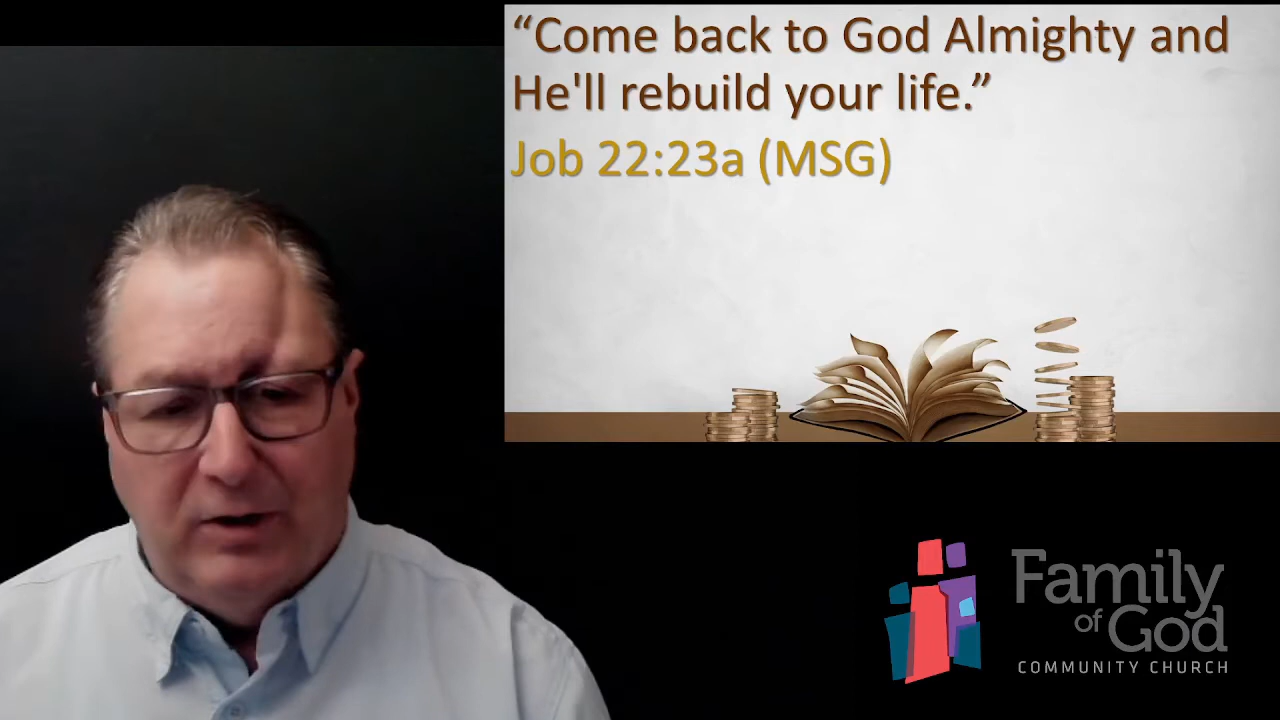 “Come back to God Almighty and
He'll rebuild your life.”
Job 22:23a (MSG)
Family
of God
COMMUNITY CHURCH